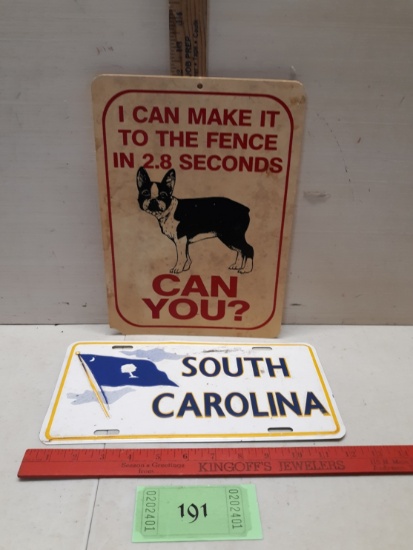 I CAN MAKE IT
TO THE FENCE
IN 2.8 SECONDS
CAN
YOU?
SOUTH
CAROLINA
KINGOFF'S JEWELERS
0202401
191
0202401